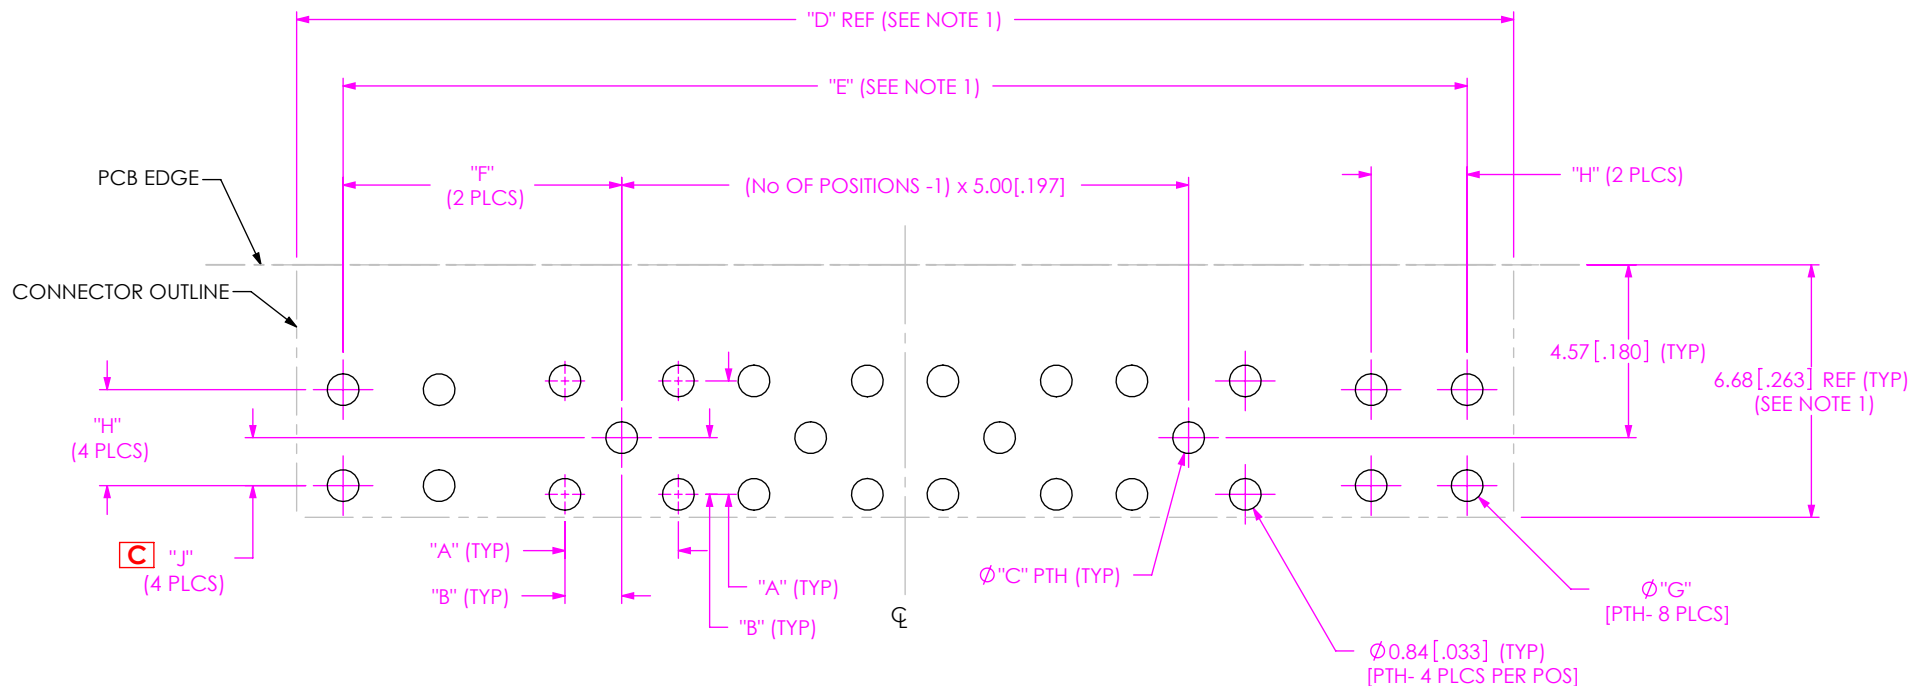 "D" REF (SEE NOTE 1)
"E" (SEE NOTE 1)
PCB EDGE
"F"
(2 PLCS)
(No OF POSITIONS -1) x 5.00[.197]
"H" (2 PLCS)
CONNECTOR OUTLINE
4.57[.180] (TYP)
6.68[.263] REF (TYP)
(SEE NOTE 1)
"H"
(4 PLCS)
C "J"
(4 PLCS)
"A" (TYP)
"B" (TYP)
"A" (TYP)
"B" (TYP)
Ø"C" PTH (TYP)
℄
Ø"G"
[PTH- 8 PLCS]
Ø0.84[.033] (TYP)
[PTH- 4 PLCS PER POS]